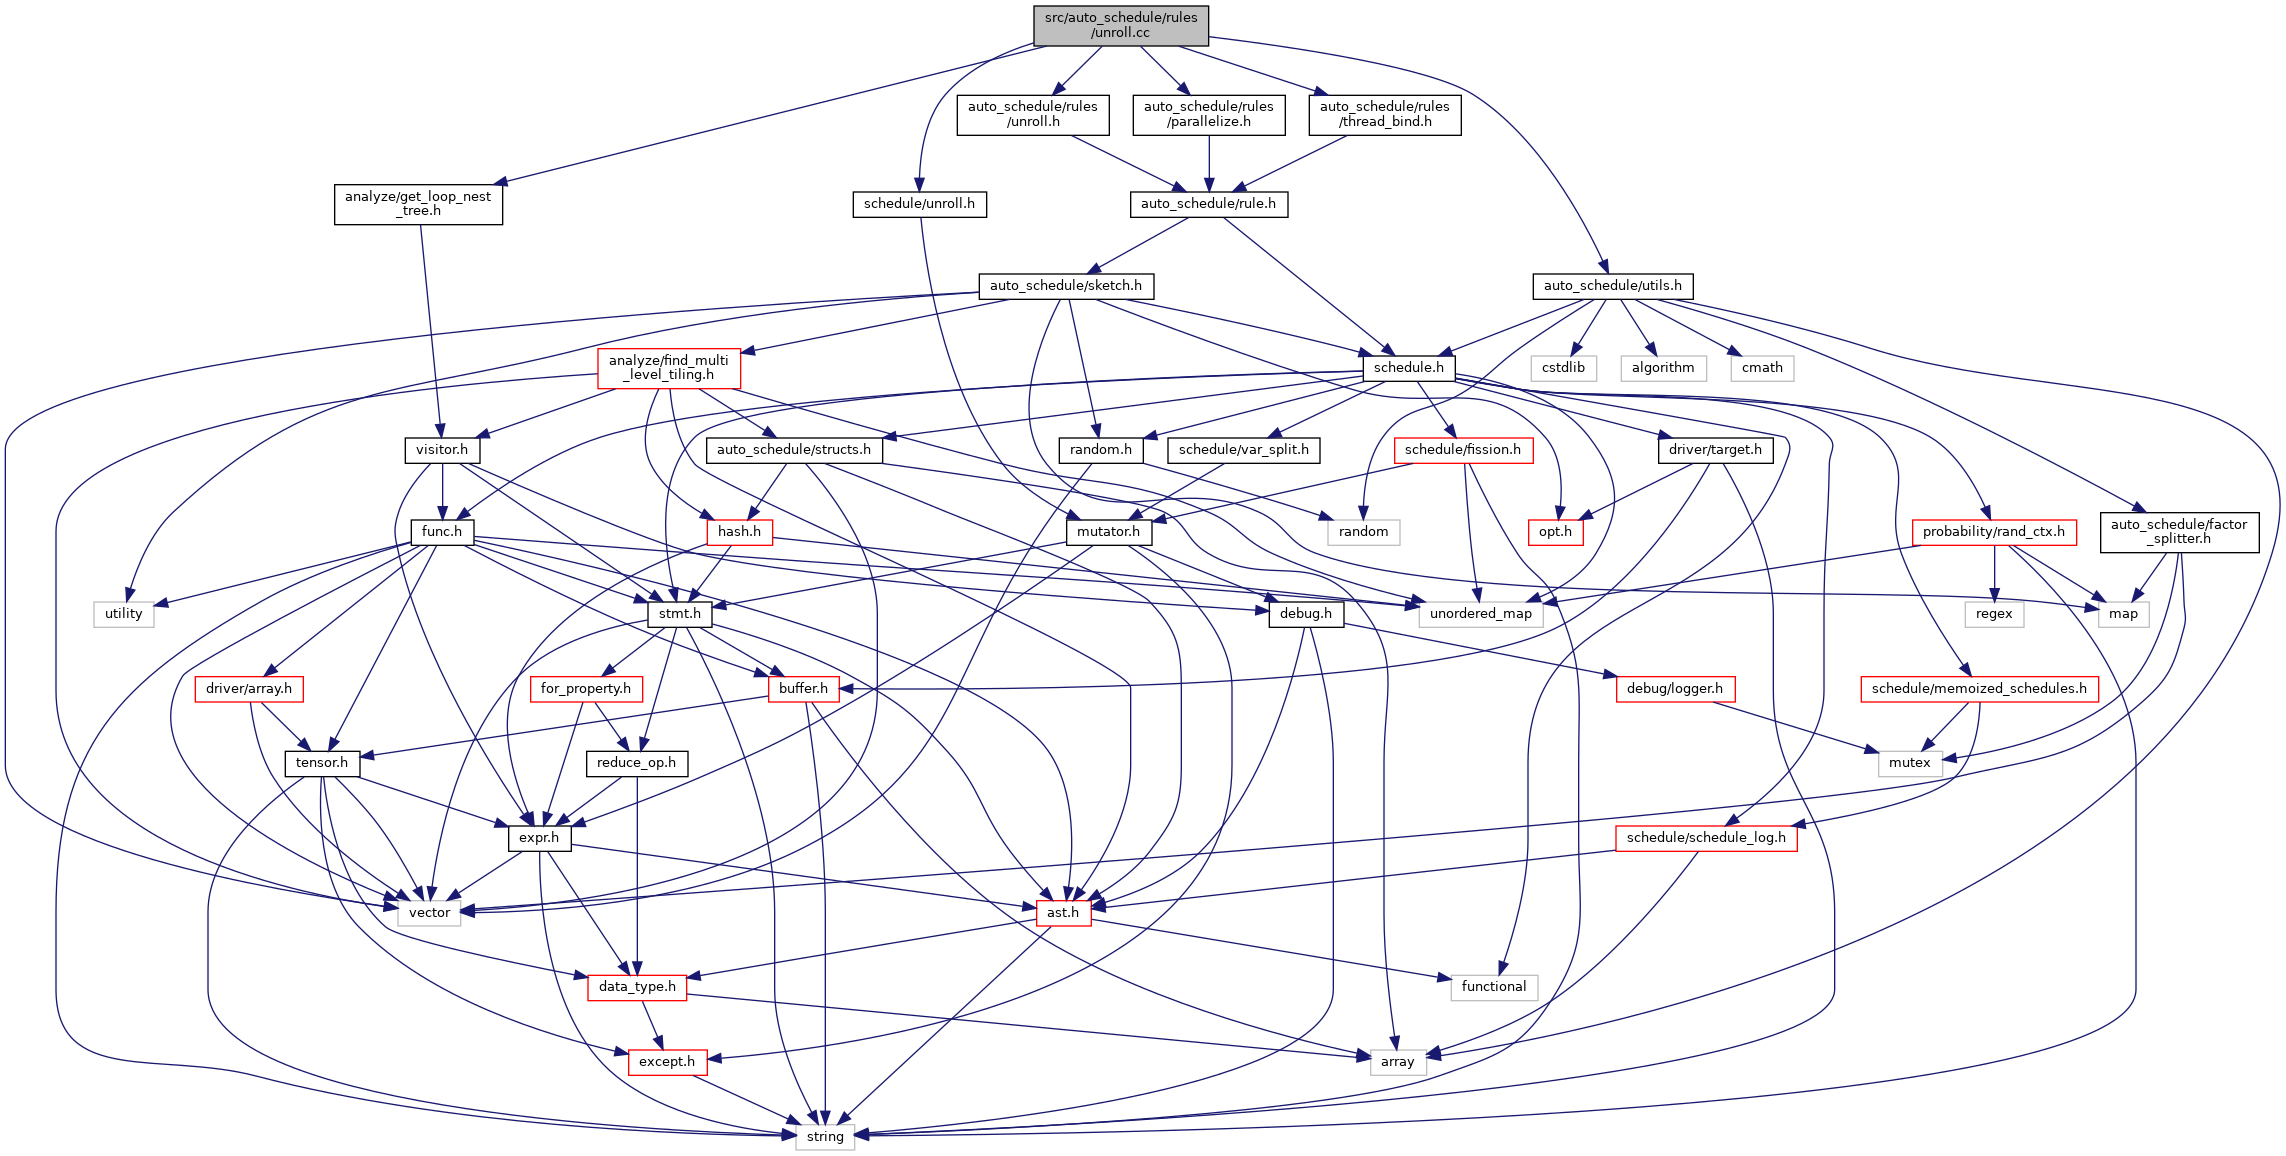 src/auto_schedule/rules
/unroll.cc
auto_schedule/rules
/unroll.h
auto_schedule/rules
/parallelize.h
auto_schedule/rules
/thread_bind.h
analyze/get_loop_nest
_tree.h
schedule/unroll.h
auto_schedule/rule.h
auto_schedule/sketch.h
auto_schedule/utils.h
analyze/find_multi
_level_tiling.h
schedule.h
cstdlib
algorithm
cmath
visitor.h
auto_schedule/structs.h
random.h
schedule/var_split.h
schedule/fission.h
driver/target.h
func.h
hash.h
mutator.h
random
opt.h
probability/rand_ctx.h
auto_schedule/factor
_splitter.h
utility
stmt.h
debug.h
unordered_map
regex
map
driver/array.h
for_property.h
buffer.h
debug/logger.h
schedule/memoized_schedules.h
tensor.h
reduce_op.h
mutex
expr.h
schedule/schedule_log.h
vector
ast.h
data_type.h
functional
except.h
array
string